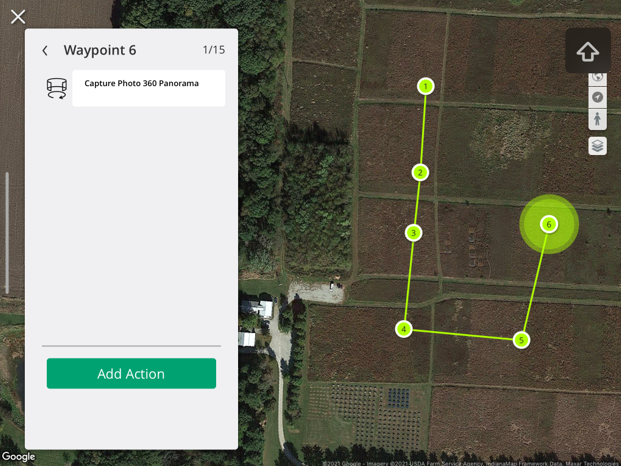 Waypoint 6
1/15
Capture Photo 360 Panorama
Add Action
1
2
3
6
4
5
Google
©2021 Google - Imagery ©2021 USDA Farm Service Agency, IndianaMap Framework Data, Maxar Technologies